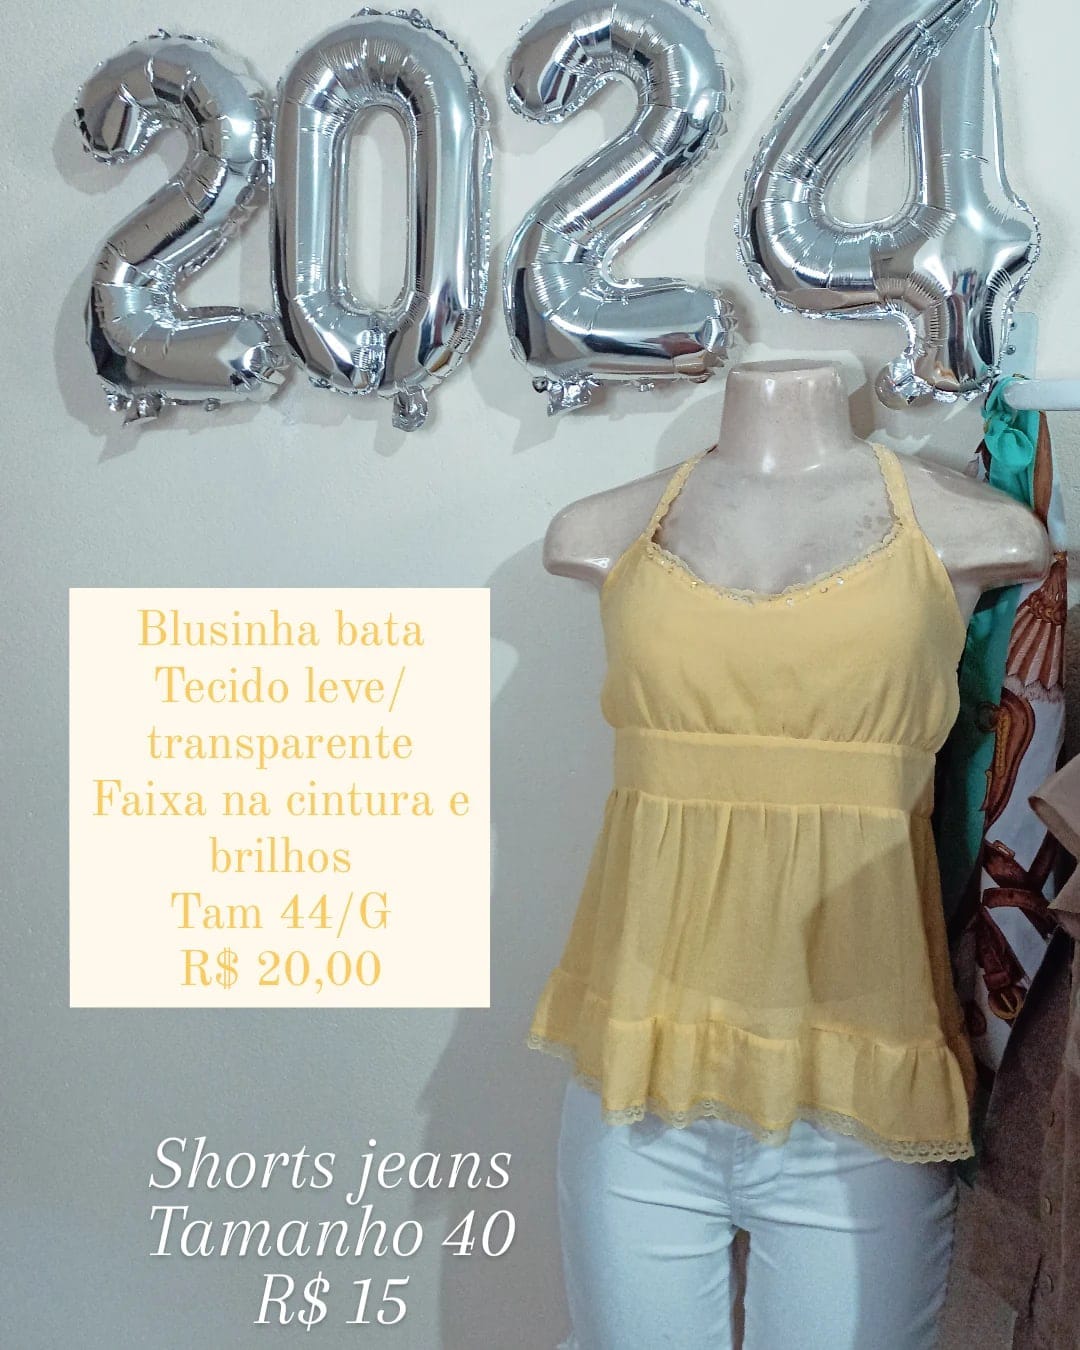 2024
Blusinha bata
Tecido leve/
transparente
Faixa na cintura e
brilhos
Tam 44/G
R$ 20,00
Shorts jeans
Tamanho 40
R$ 15